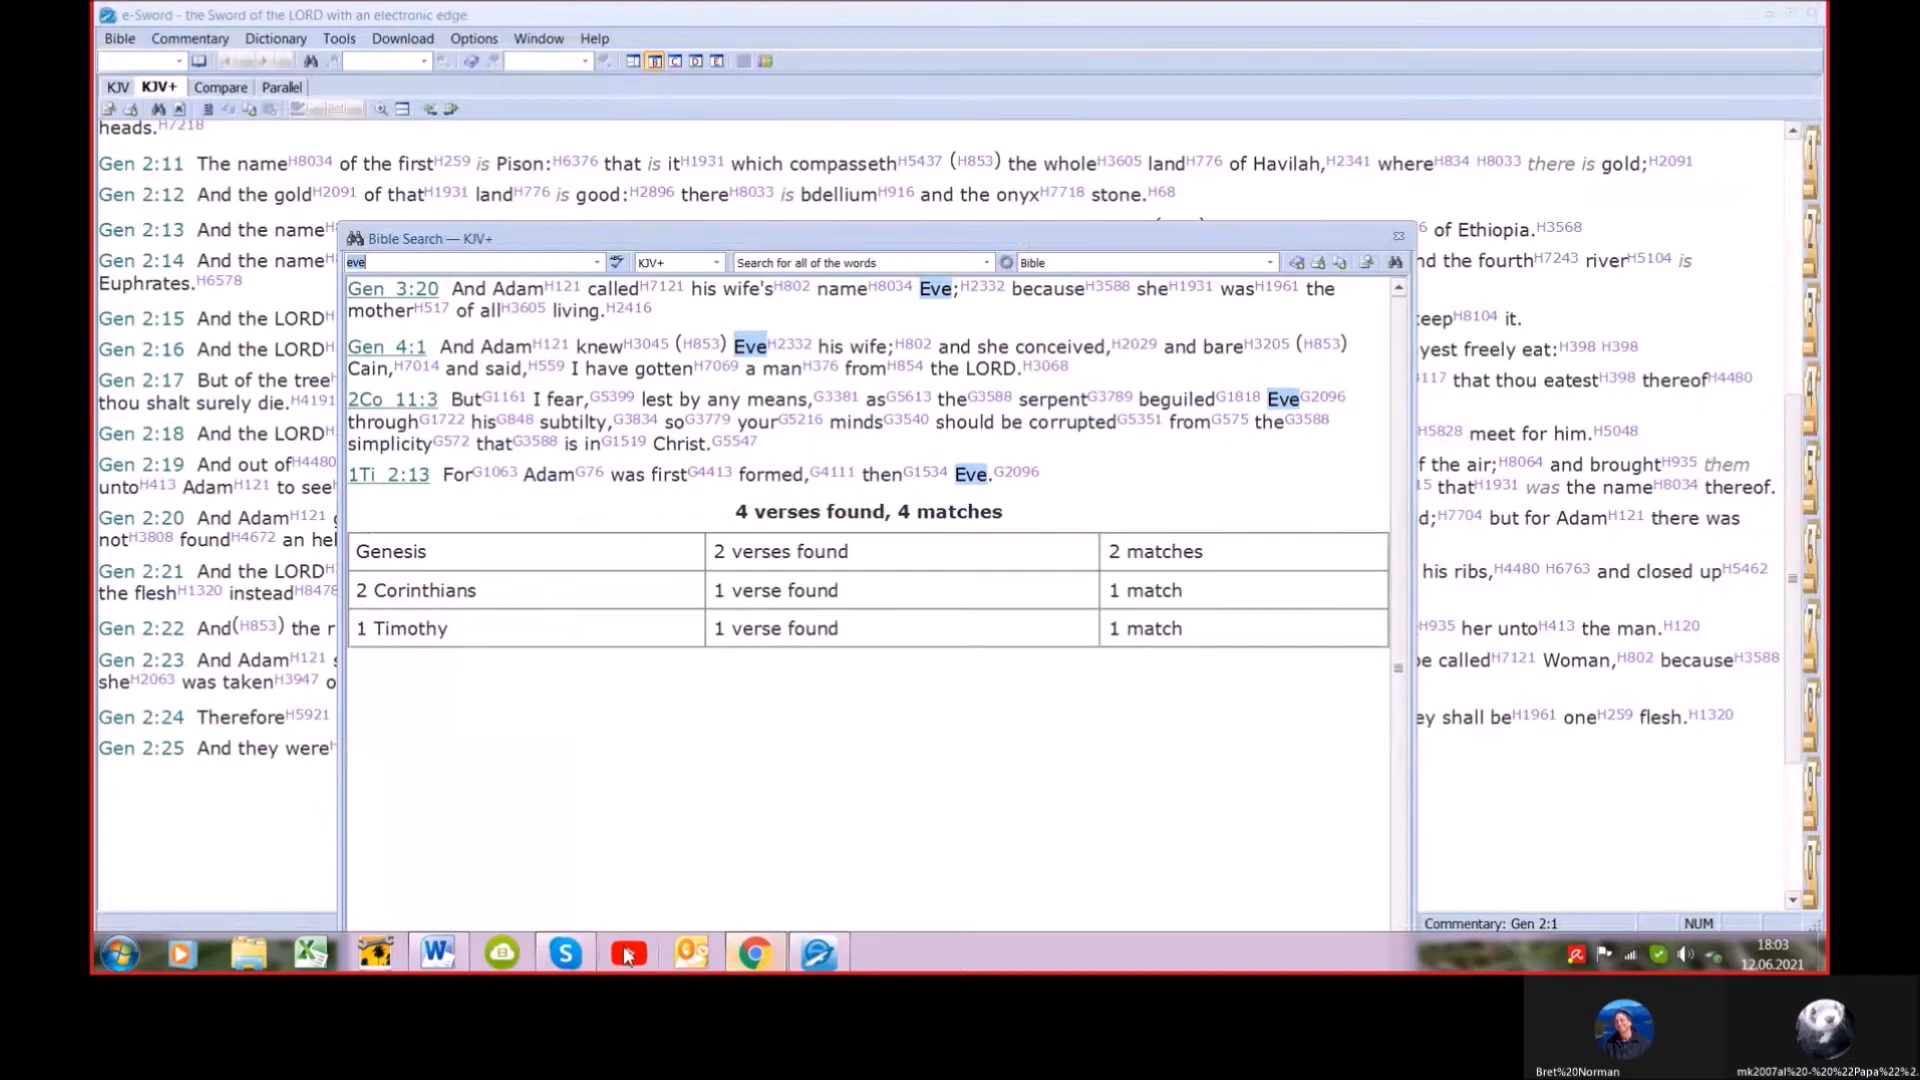 e-Sword - the Sword of the LORD with an electronic edge
Bible Commentary Dictionary Tools Download Options Window Help
KJV KJV+ Compare Parallel
heads.H7218
Gen 2:11 The nameH8034 of the firstH259 is Pison:H6376 that is itH1931 which compassethH5437 (H853) the wholeH3605 landH776 of Havilah,H2341 whereH834 H8033 there is gold;H2091
Gen 2:12 And the goldH2091 of thatH1931 landH776 is good:H2896 thereH8033 is bdelliumH916 and the onyxH7718 stone.H68
Gen 2:13 And the name of Ethiopia.H3568
Gen 2:14 And the name nd the fourthH7243 riverH5104 is
Euphrates.H6578
Gen 2:15 And the LORD eepH8104 it.
Gen 2:16 And the LORD yest freely eat:H398 H398
Gen 2:17 But of the tree that thou eatestH398 thereofH4480
thou shalt surely die.H4191
Gen 2:18 And the LORD H5828 meet for him.H5048
Gen 2:19 And out ofH4480 f the air;H8064 and broughtH935 them
untoH413 AdamH121 to see thatH1931 was the nameH8034 thereof.
Gen 2:20 And AdamH121 d;H7704 but for AdamH121 there was
notH3808 foundH4672 an hel
Gen 2:21 And the LORD his ribs,H4480 H6763 and closed upH5462
the fleshH1320 insteadH8478
Gen 2:22 And(H853) the r H935 her untoH413 the man.H120
Gen 2:23 And AdamH121 s be calledH7121 Woman,H802 becauseH3588
sheH2063 was takenH3947 o
Gen 2:24 ThereforeH5921 ey shall beH1961 oneH259 flesh.H1320
Gen 2:25 And they were
Bible Search — KJV+
eve KJV+ Search for all of the words Bible
Gen 3:20 And AdamH121 calledH7121 his wife'sH802 nameH8034 Eve;H2332 becauseH3588 sheH1931 wasH1961 the
motherH517 of allH3605 living.H2416
Gen 4:1 And AdamH121 knewH3045 (H853) EveH2332 his wife;H802 and she conceived,H2029 and bareH3205 (H853)
Cain,H7014 and said,H559 I have gottenH7069 a manH376 fromH854 the LORD.H3068
2Co 11:3 ButG1161 I fear,G5399 lest by any means,G3381 asG5613 theG3588 serpentG3789 beguiledG1818 EveG2096
throughG1722 hisG848 subtilty,G3834 soG3779 yourG5216 mindsG3540 should be corruptedG5351 fromG575 theG3588
simplicityG572 thatG3588 is inG1519 Christ.G5547
1Ti 2:13 ForG1063 AdamG76 was firstG4413 formed,G4111 thenG1534 Eve.G2096
4 verses found, 4 matches
Genesis 2 verses found 2 matches
2 Corinthians 1 verse found 1 match
1 Timothy 1 verse found 1 match
Commentary: Gen 2:1 NUM
18:03
12.06.2021
Bret%20Norman
mk2007al%20-%20%22Papa%22%2.